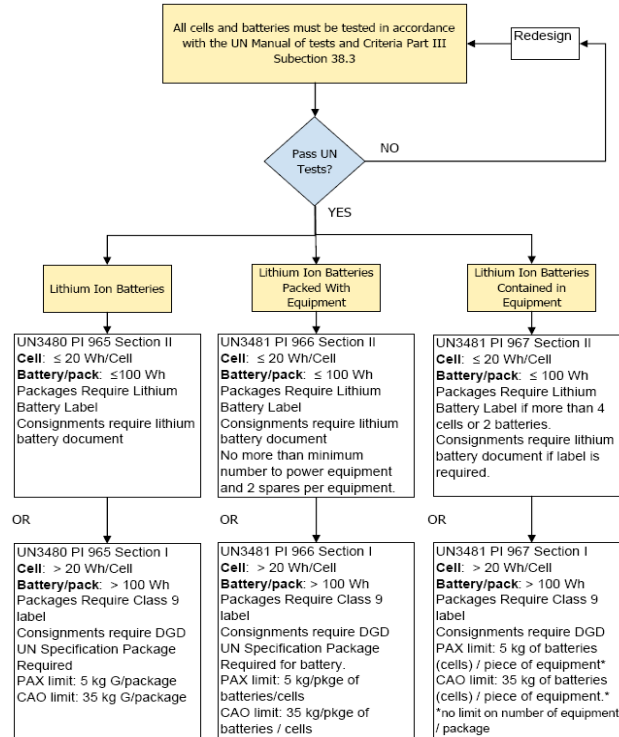 All cells and batteries must be tested in accordance
with the UN Manual of tests and Criteria Part III
Subection 38.3
Redesign
Pass UN
Tests?
NO
YES
Lithium Ion Batteries
Lithium Ion Batteries
Packed With
Equipment
Lithium Ion Batteries
Contained in
Equipment
UN3480 PI 965 Section II
Cell: ≤ 20 Wh/Cell
Battery/pack: ≤100 Wh
Packages Require Lithium
Battery Label
Consignments require lithium
battery document
UN3481 PI 966 Section II
Cell: ≤ 20 Wh/Cell
Battery/pack: ≤ 100 Wh
Packages Require Lithium
Battery Label
Consignments require lithium
battery document
No more than minimum
number to power equipment
and 2 spares per equipment.
UN3481 PI 967 Section II
Cell: ≤ 20 Wh/Cell
Battery/pack: ≤ 100 Wh
Packages Require Lithium
Battery Label if more than 4
cells or 2 batteries.
Consignments require lithium
battery document if label is
required.
OR
OR
OR
UN3480 PI 965 Section I
Cell: > 20 Wh/Cell
Battery/pack: > 100 Wh
Packages Require Class 9
label
Consignments require DGD
UN Specification Package
Required
PAX limit: 5 kg G/package
CAO limit: 35 kg G/package
UN3481 PI 966 Section I
Cell: > 20 Wh/Cell
Battery/pack: > 100 Wh
Packages Require Class 9
label
Consignments require DGD
UN Specification Package
Required for battery.
PAX limit: 5 kg/pkge of
batteries/cells
CAO limit: 35 kg/pkge of
batteries / cells
UN3481 PI 967 Section I
Cell: > 20 Wh/Cell
Battery/pack: > 100 Wh
Packages Require Class 9
label
Consignments require DGD
PAX limit: 5 kg of batteries
(cells) / piece of equipment*
CAO limit: 35 kg of batteries
(cells) / piece of equipment.*
*no limit on number of equipment
/ package